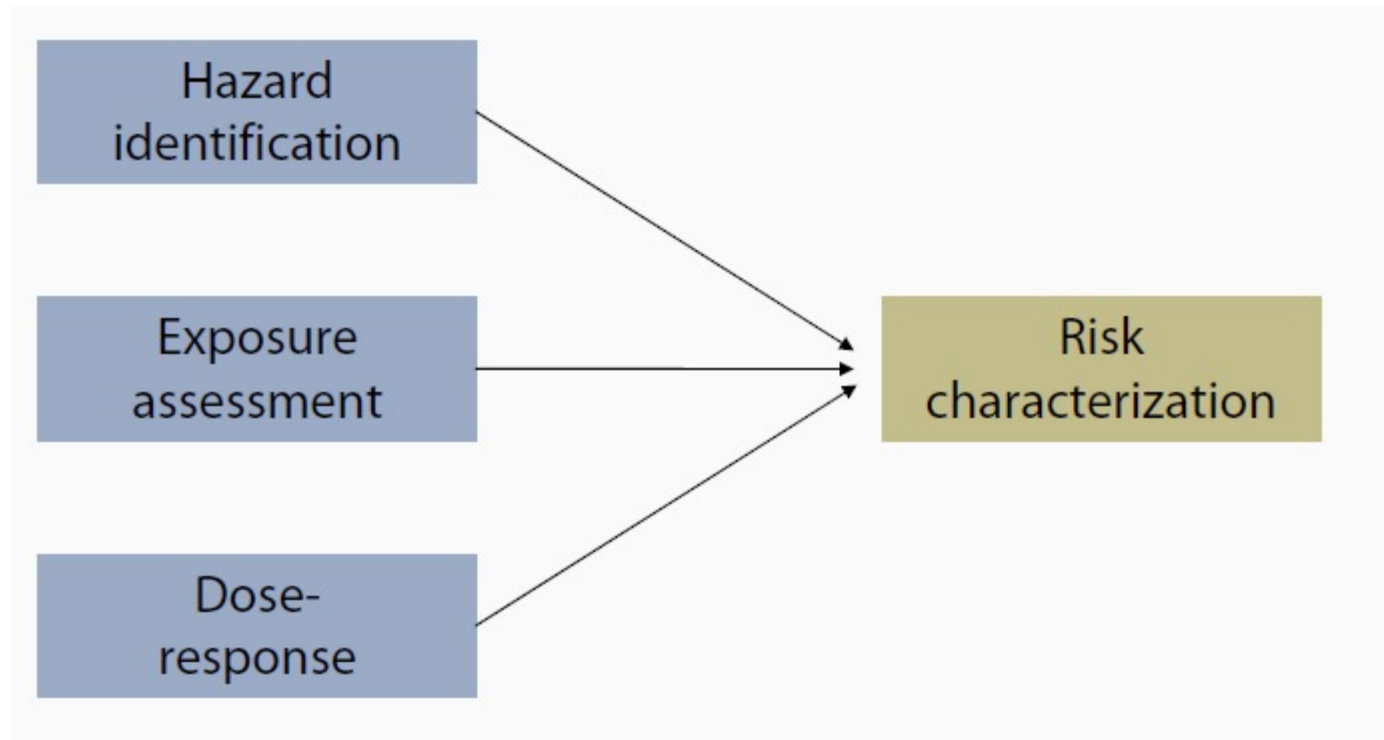 Hazard
identification
Exposure
assessment
Risk
characterization
Dose-
response